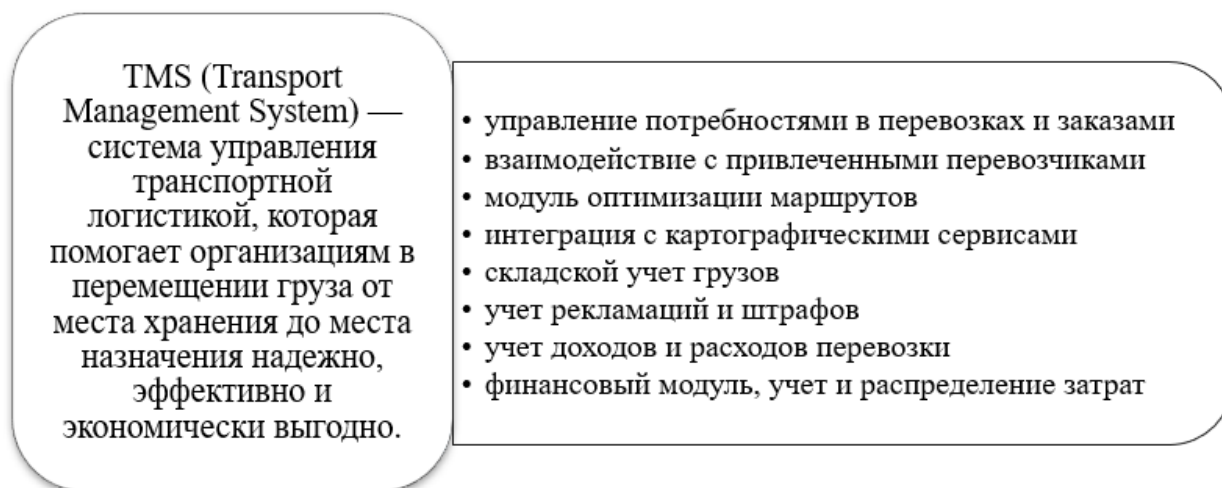 TMS (Transport
Management System) —
система управления
транспортной
логистикой, которая
помогает организациям в
перемещении груза от
места хранения до места
назначения надежно,
эффективно и
экономически выгодно.
• управление потребностями в перевозках и заказами
• взаимодействие с привлеченными перевозчиками
• модуль оптимизации маршрутов
• интеграция с картографическими сервисами
• складской учет грузов
• учет рекламаций и штрафов
• учет доходов и расходов перевозки
• финансовый модуль, учет и распределение затрат